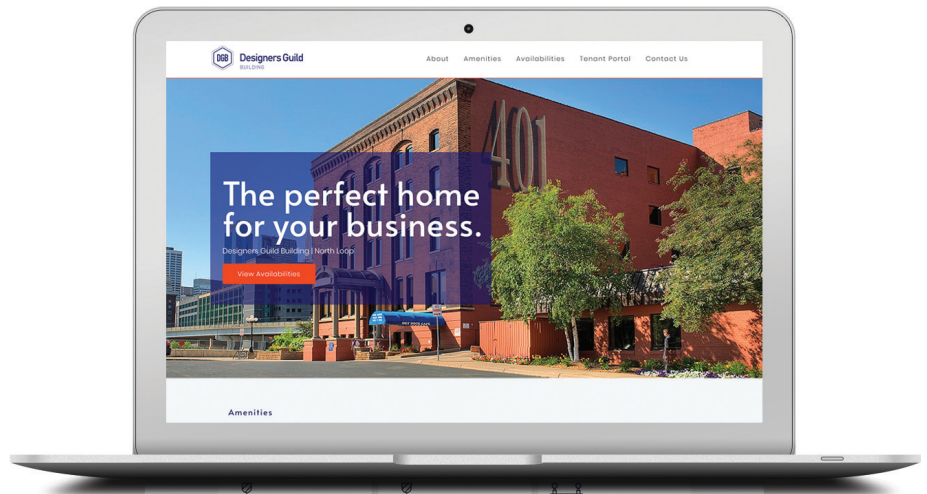 DGB
Designers Guild
BUILDING
About Amenities Availabilities Tenant Portal Contact Us
401
The perfect home
for your business.
Designers Guild Building | North Loop
View Availabilities
Amenities